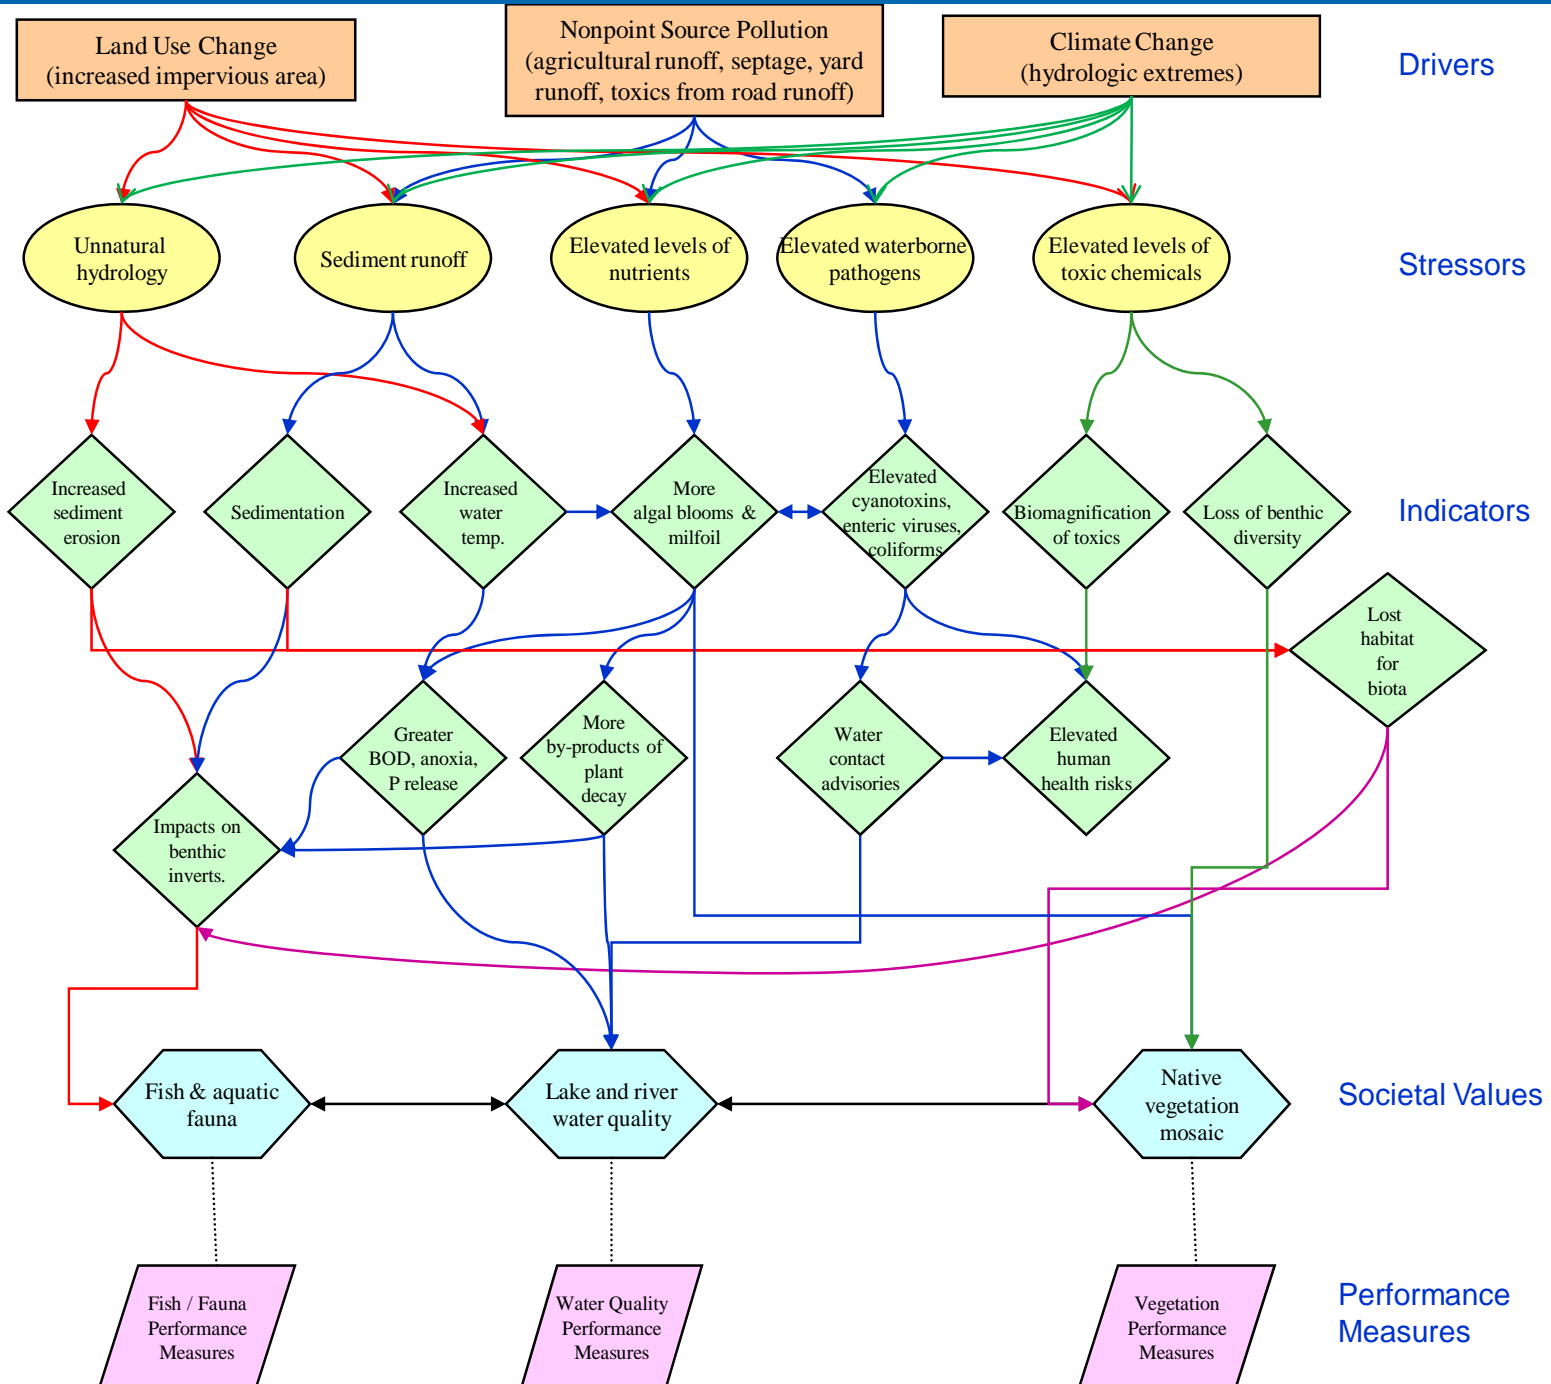 Land Use Change
(increased impervious area)
Nonpoint Source Pollution
(agricultural runoff, septage, yard
runoff, toxics from road runoff)
Climate Change
(hydrologic extremes)
Drivers
Unnatural
hydrology
Sediment runoff
Elevated levels of
nutrients
Elevated waterborne
pathogens
Elevated levels of
toxic chemicals
Stressors
Increased
sediment
erosion
Sedimentation
Increased
water
temp.
More
algal blooms &
milfoil
Elevated
cyanotoxins,
enteric viruses,
coliforms
Biomagnification
of toxics
Loss of benthic
diversity
Indicators
Lost
habitat
for
biota
Greater
BOD, anoxia,
P release
More
by-products of
plant
decay
Water
contact
advisories
Elevated
human
health risks
Impacts on
benthic
inverts.
Fish & aquatic
fauna
Lake and river
water quality
Native
vegetation
mosaic
Societal Values
Fish / Fauna
Performance
Measures
Water Quality
Performance
Measures
Vegetation
Performance
Measures
Performance
Measures